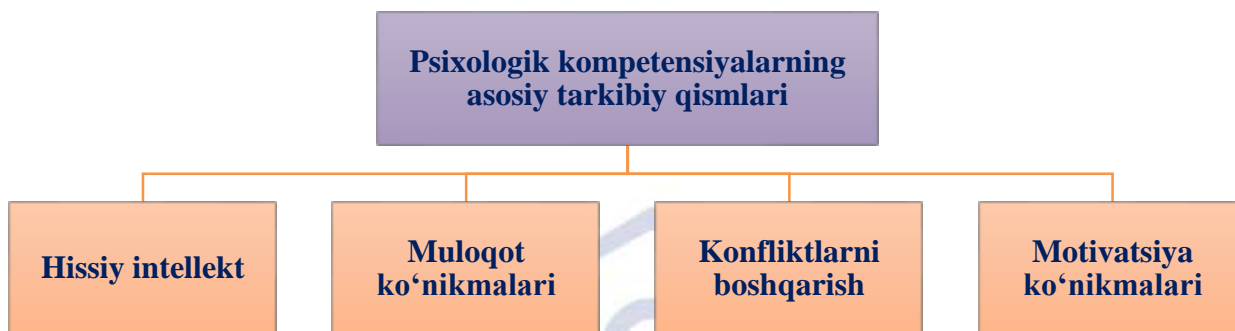 Psixologik kompetensiyalarning
asosiy tarkibiy qismlari
Hissiy intellekt
Muloqot
ko‘nikmalari
Konfliktlarni
boshqarish
Motivatsiya
ko‘nikmalari